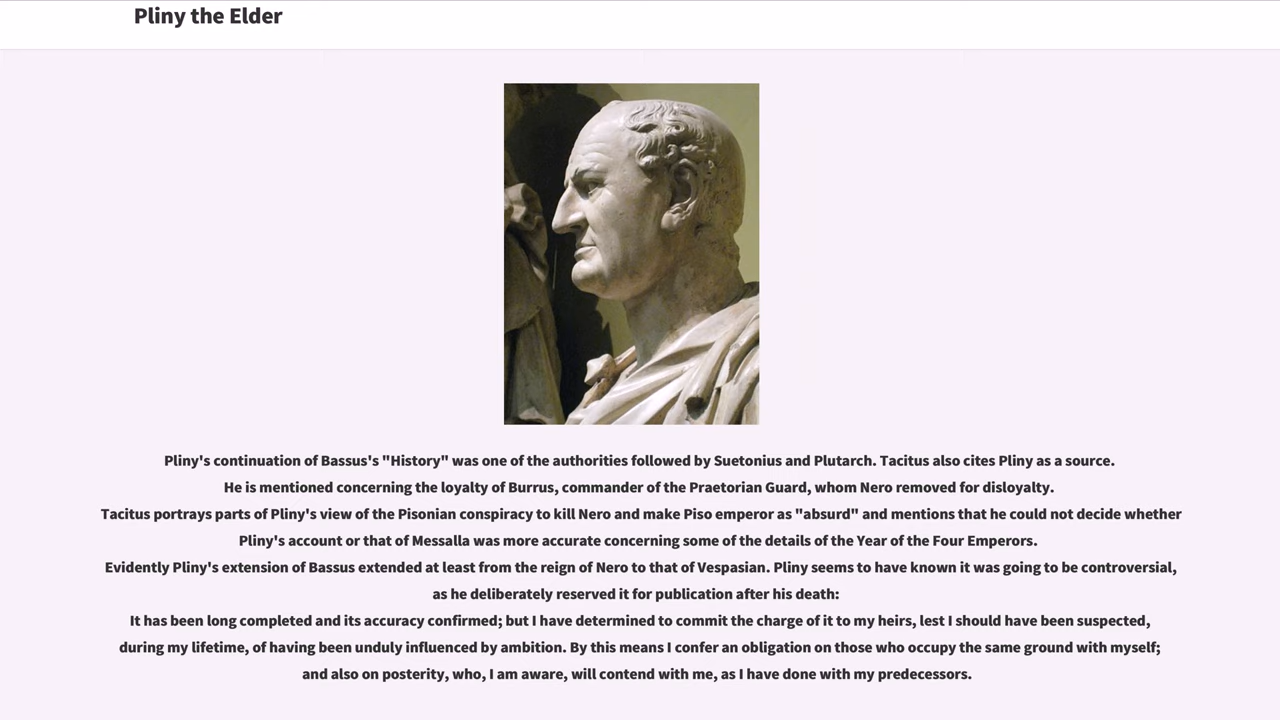 Pliny the Elder
Pliny's continuation of Bassus's "History" was one of the authorities followed by Suetonius and Plutarch. Tacitus also cites Pliny as a source.
He is mentioned concerning the loyalty of Burrus, commander of the Praetorian Guard, whom Nero removed for disloyalty.
Tacitus portrays parts of Pliny's view of the Pisonian conspiracy to kill Nero and make Piso emperor as "absurd" and mentions that he could not decide whether
Pliny's account or that of Messalla was more accurate concerning some of the details of the Year of the Four Emperors.
Evidently Pliny's extension of Bassus extended at least from the reign of Nero to that of Vespasian. Pliny seems to have known it was going to be controversial,
as he deliberately reserved it for publication after his death:
It has been long completed and its accuracy confirmed; but I have determined to commit the charge of it to my heirs, lest I should have been suspected,
during my lifetime, of having been unduly influenced by ambition. By this means I confer an obligation on those who occupy the same ground with myself;
and also on posterity, who, I am aware, will contend with me, as I have done with my predecessors.